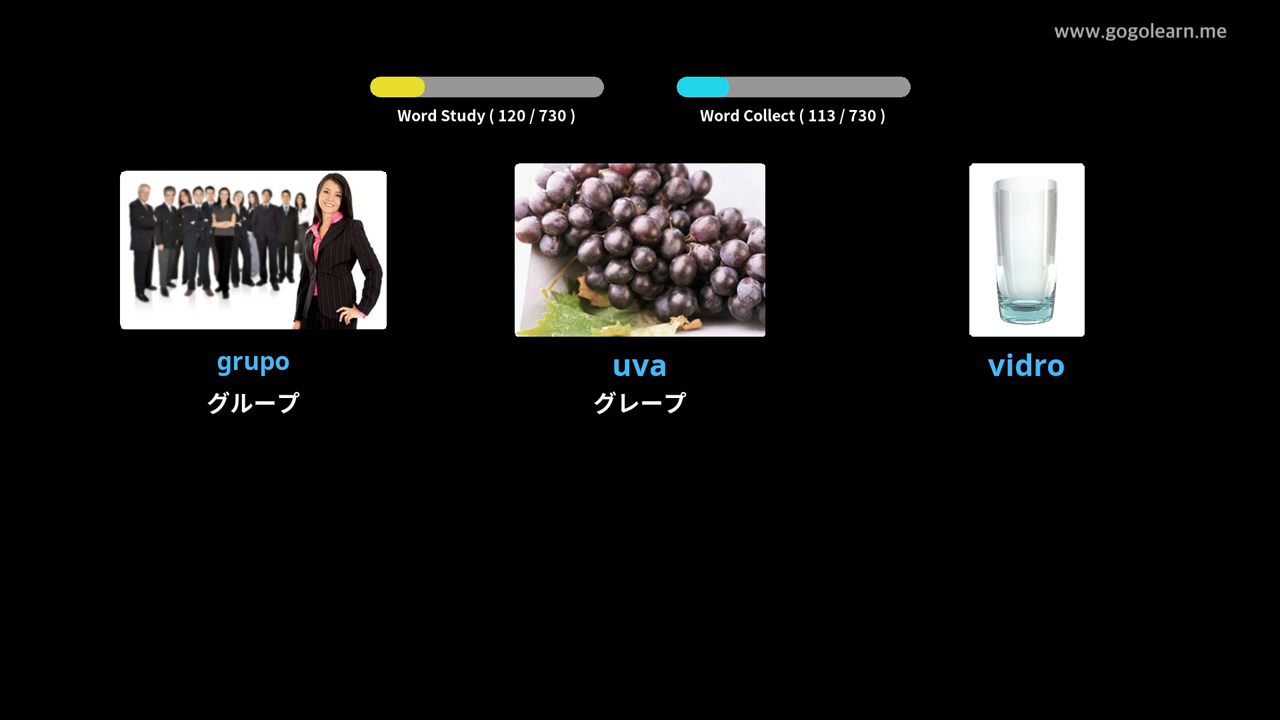 www.gogolearn.me
Word Study ( 120 / 730 )
Word Collect ( 113 / 730 )
grupo
グループ
uva
グレープ
vidro